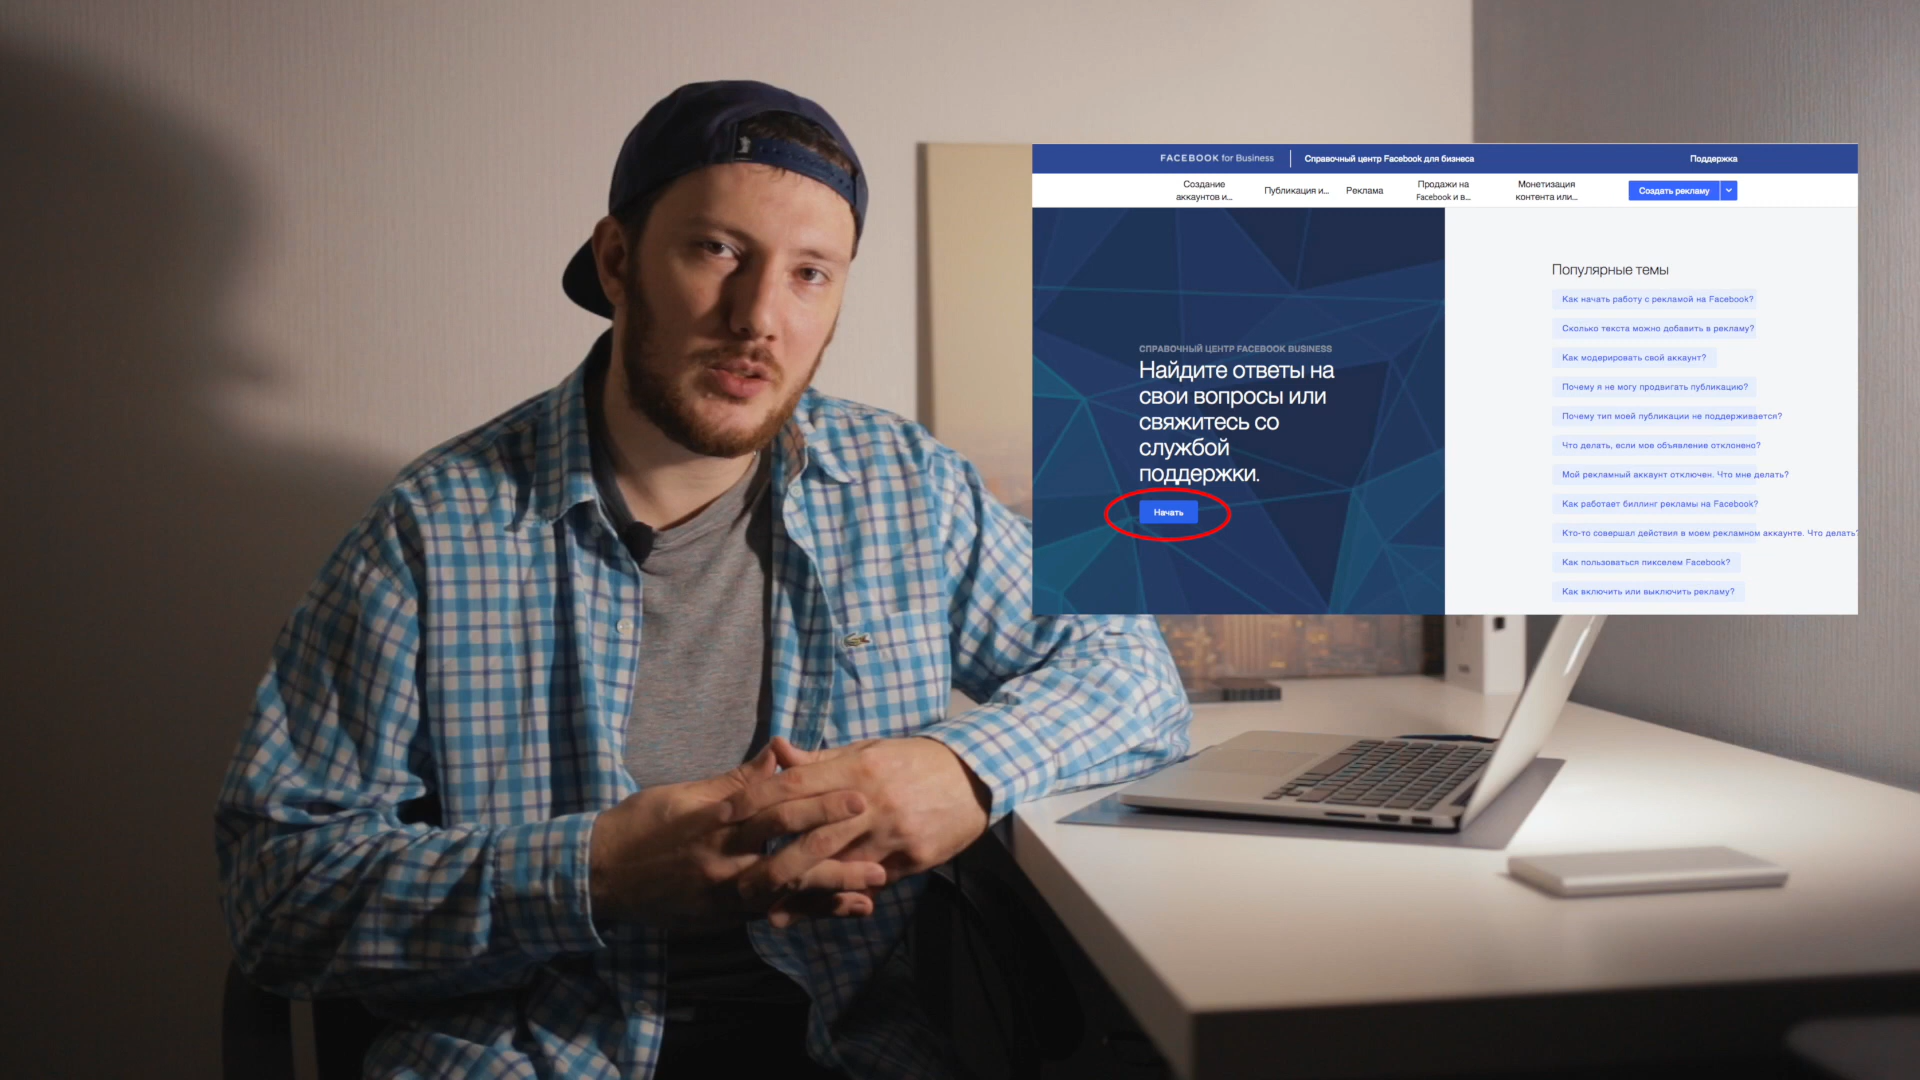 FACEBOOK for Business
Справочный центр Facebook для бизнеса
Поддержка
Создание
аккаунтов и...
Публикация и...
Реклама
Продажи на
Facebook и в...
Монетизация
контента или...
Создать рекламу
СПРАВОЧНЫЙ ЦЕНТР FACEBOOK BUSINESS
Найдите ответы на
свои вопросы или
свяжитесь со
службой
поддержки.
Начать
Популярные темы
Как начать работу с рекламой на Facebook?
Сколько текста можно добавить в рекламу?
Как модерировать свой аккаунт?
Почему я не могу продвигать публикацию?
Почему тип моей публикации не поддерживается?
Что делать, если мое объявление отклонено?
Мой рекламный аккаунт отключен. Что мне делать?
Как работает биллинг рекламы на Facebook?
Кто-то совершал действия в моем рекламном аккаунте. Что делать?
Как пользоваться пикселем Facebook?
Как включить или выключить рекламу?